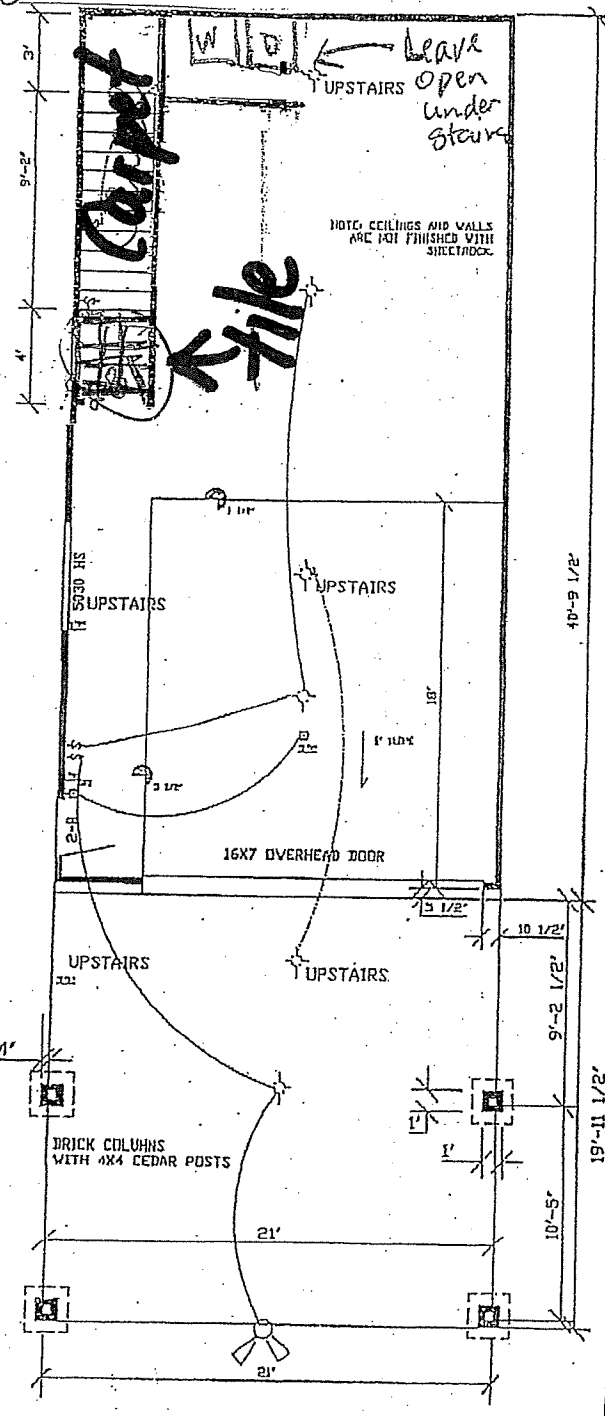 W D
Leave
open
under
stairs
UPSTAIRS
3'
Carpet
9'-2"
NOTE: CEILINGS AND WALLS
ARE NOT FINISHED WITH
SHEETROCK.
tile
4'
5030 HS
UPSTAIRS
UPSTAIRS
40'-9 1/2"
18'
16X7 OVERHEAD DOOR
9 1/2"
10 1/2"
UPSTAIRS
UPSTAIRS
9'-2 1/2"
19'-11 1/2"
1'
1'
BRICK COLUMNS
WITH 4X4 CEDAR POSTS
10'-5"
21'
21'